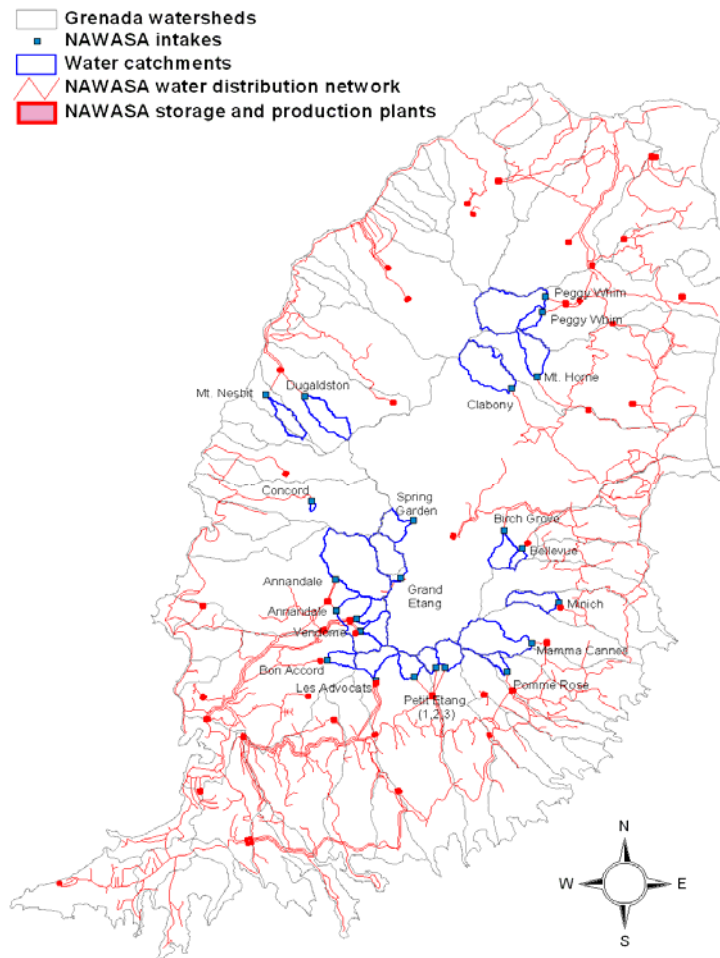 Grenada watersheds
NAWASA intakes
Water catchments
NAWASA water distribution network
NAWASA storage and production plants
Peggy Whim
Peggy Whim
Mt. Horne
Clabony
Mt. Nesbit
Dugaldston
Concord
Spring
Garden
Birch Grove
Bellevue
Annandale
Grand
Etang
Annandale
Minich
Vendome
Mamma Cannes
Bon Accord
Les Advocats
Pomme Rose
Petit Etang
(1,2,3)
N
W
E
S